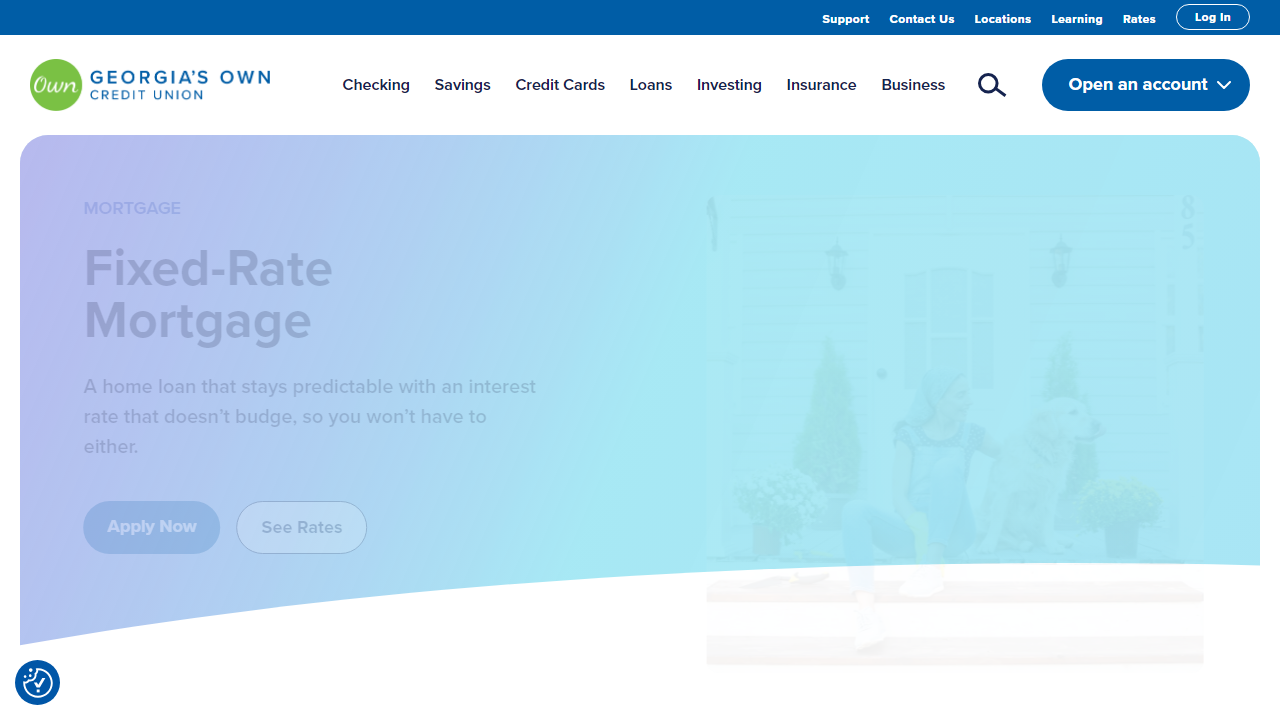 Support Contact Us Locations Learning Rates Log In
Own GEORGIA'S OWN
CREDIT UNION
Checking Savings Credit Cards Loans Investing Insurance Business Open an account
MORTGAGE
Fixed-Rate
Mortgage
A home loan that stays predictable with an interest
rate that doesn’t budge, so you won’t have to
either.
Apply Now See Rates
8
5